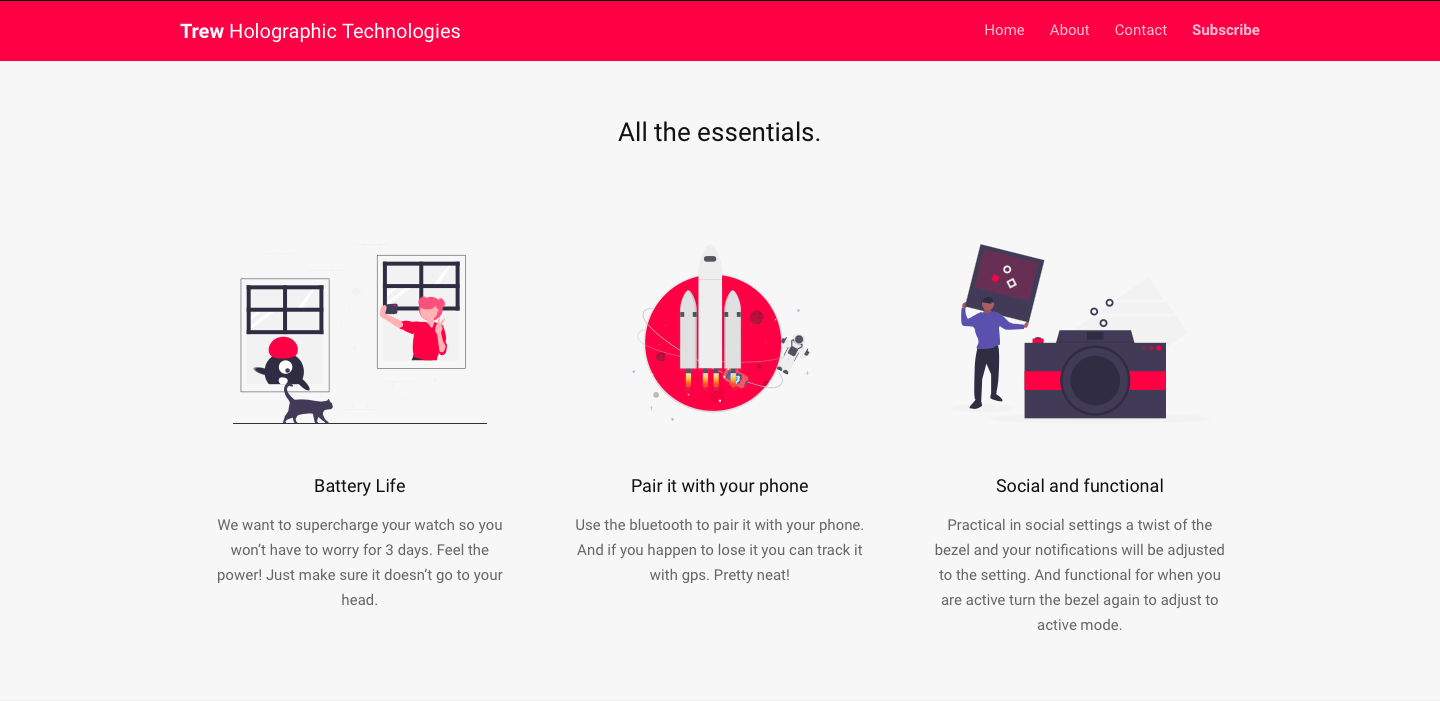 Trew Holographic Technologies
Home About Contact Subscribe
All the essentials.
Battery Life
We want to supercharge your watch so you
won’t have to worry for 3 days. Feel the
power! Just make sure it doesn’t go to your
head.
Pair it with your phone
Use the bluetooth to pair it with your phone.
And if you happen to lose it you can track it
with gps. Pretty neat!
Social and functional
Practical in social settings a twist of the
bezel and your notifications will be adjusted
to the setting. And functional for when you
are active turn the bezel again to adjust to
active mode.